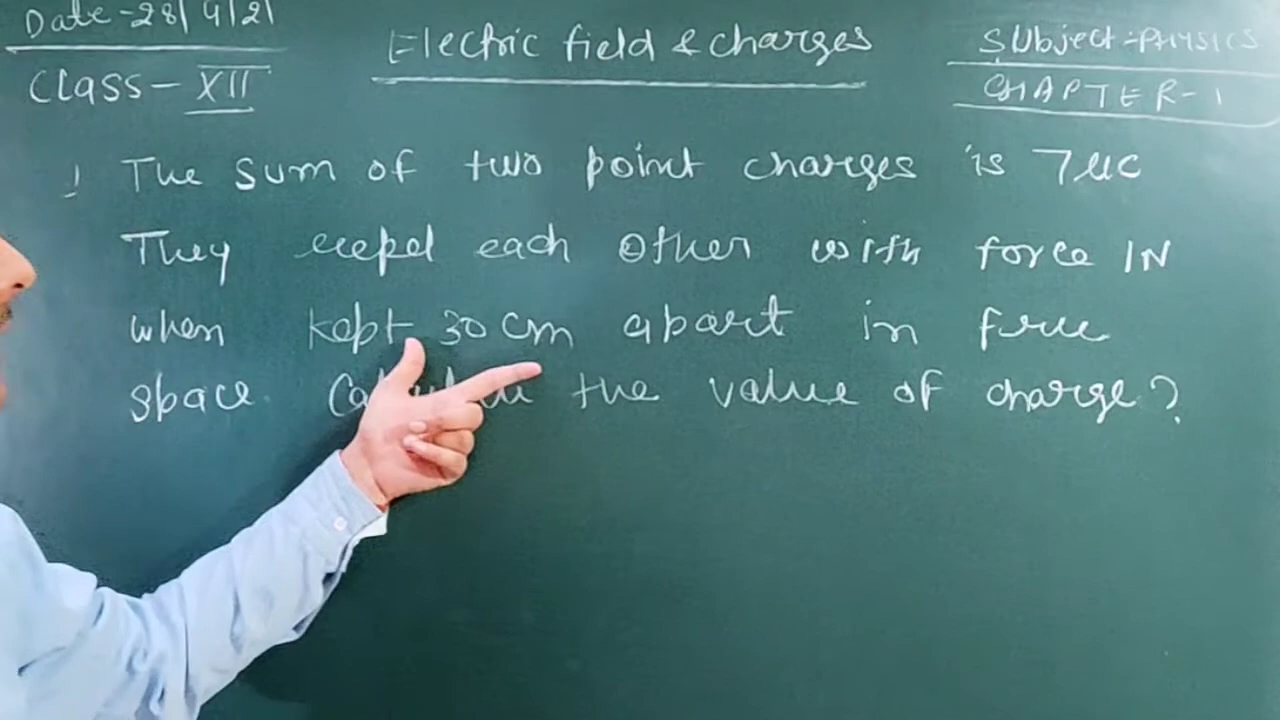 Date-28/4/21
Electric field & charges
Subject:-PHYSICS
Class- XII
CHAPTER-1
1 The sum of two point charges is 7μC
They repel each other with force 1N
when kept 30 cm apart in free
space. the value of charge?